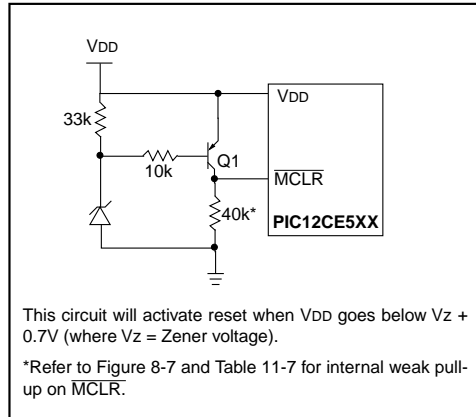 VDD
VDD
33k
Q1
10k
MCLR
40k*
PIC12CE5XX
This circuit will activate reset when VDD goes below Vz +
0.7V (where Vz = Zener voltage).
*Refer to Figure 8-7 and Table 11-7 for internal weak pull-
up on MCLR.